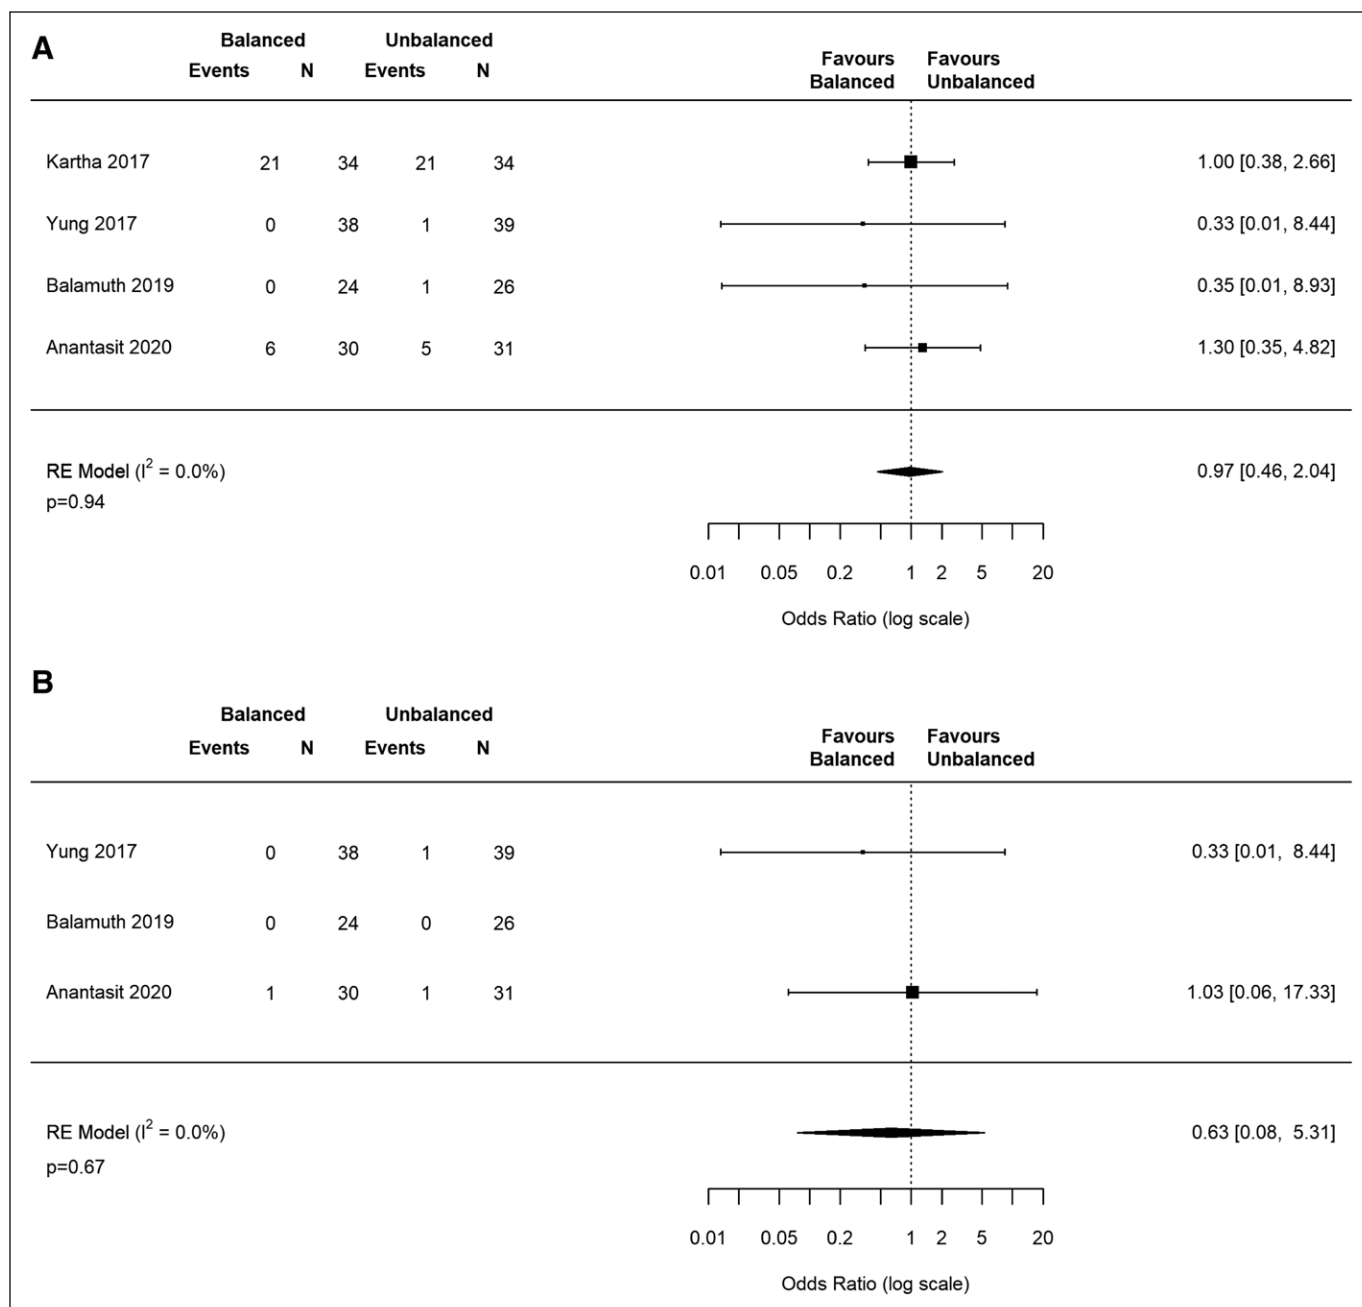 A
Balanced Unbalanced
Events N Events N
Favours Favours
Balanced Unbalanced
Kartha 2017 21 34 21 34 1.00 [0.38, 2.66]
Yung 2017 0 38 1 39 0.33 [0.01, 8.44]
Balamuth 2019 0 24 1 26 0.35 [0.01, 8.93]
Anantasit 2020 6 30 5 31 1.30 [0.35, 4.82]
RE Model (I² = 0.0%) 0.97 [0.46, 2.04]
p=0.94
0.01 0.05 0.2 1 2 5 20
Odds Ratio (log scale)
B
Balanced Unbalanced
Events N Events N
Favours Favours
Balanced Unbalanced
Yung 2017 0 38 1 39 0.33 [0.01, 8.44]
Balamuth 2019 0 24 0 26
Anantasit 2020 1 30 1 31 1.03 [0.06, 17.33]
RE Model (I² = 0.0%) 0.63 [0.08, 5.31]
p=0.67
0.01 0.05 0.2 1 2 5 20
Odds Ratio (log scale)